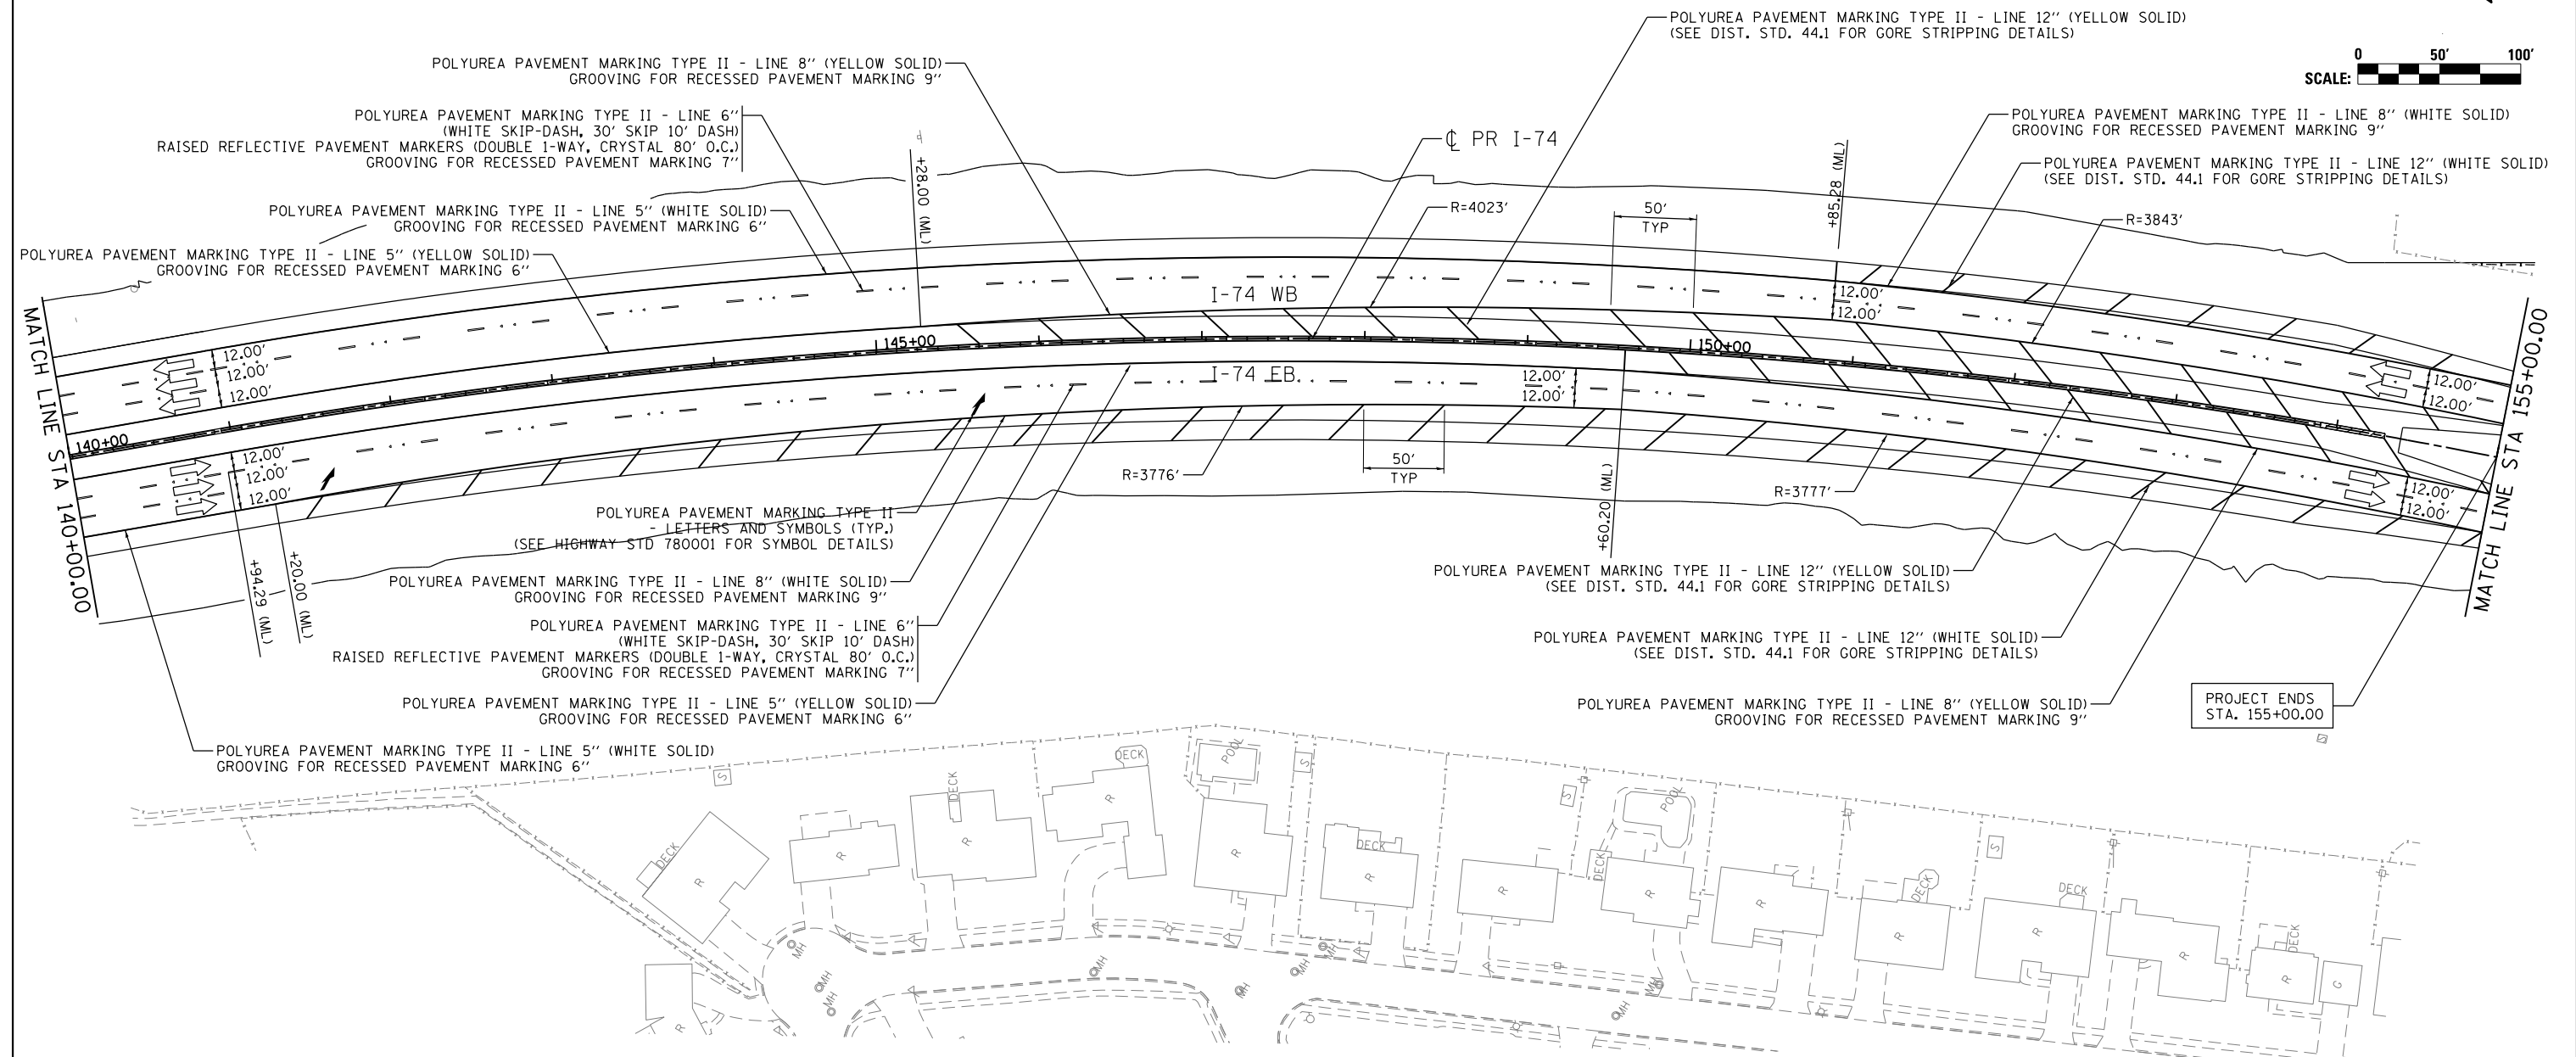 POLYUREA PAVEMENT MARKING TYPE II - LINE 12" (YELLOW SOLID)
(SEE DIST. STD. 44.1 FOR GORE STRIPPING DETAILS)
0 50' 100'
SCALE:
POLYUREA PAVEMENT MARKING TYPE II - LINE 8" (YELLOW SOLID)
GROOVING FOR RECESSED PAVEMENT MARKING 9"
POLYUREA PAVEMENT MARKING TYPE II - LINE 6"
(WHITE SKIP-DASH, 30' SKIP 10' DASH)
RAISED REFLECTIVE PAVEMENT MARKERS (DOUBLE 1-WAY, CRYSTAL 80' O.C.)
GROOVING FOR RECESSED PAVEMENT MARKING 7"
POLYUREA PAVEMENT MARKING TYPE II - LINE 8" (WHITE SOLID)
GROOVING FOR RECESSED PAVEMENT MARKING 9"
℄ PR I-74
POLYUREA PAVEMENT MARKING TYPE II - LINE 12" (WHITE SOLID)
(SEE DIST. STD. 44.1 FOR GORE STRIPPING DETAILS)
+28.00 (ML)
+85.28 (ML)
POLYUREA PAVEMENT MARKING TYPE II - LINE 5" (WHITE SOLID)
GROOVING FOR RECESSED PAVEMENT MARKING 6"
R=4023'
50'
TYP
R=3843'
POLYUREA PAVEMENT MARKING TYPE II - LINE 5" (YELLOW SOLID)
GROOVING FOR RECESSED PAVEMENT MARKING 6"
I-74 WB
12.00'
12.00'
MATCH LINE STA 140+00.00
12.00'
12.00'
12.00'
145+00
150+00
12.00'
12.00'
MATCH LINE STA 155+00.00
I-74 EB
12.00'
12.00'
140+00
12.00'
12.00'
12.00'
R=3776'
50'
TYP
R=3777'
12.00'
12.00'
+94.29 (ML)
+20.00 (ML)
+60.20 (ML)
POLYUREA PAVEMENT MARKING TYPE II
- LETTERS AND SYMBOLS (TYP.)
(SEE HIGHWAY STD 780001 FOR SYMBOL DETAILS)
POLYUREA PAVEMENT MARKING TYPE II - LINE 8" (WHITE SOLID)
GROOVING FOR RECESSED PAVEMENT MARKING 9"
POLYUREA PAVEMENT MARKING TYPE II - LINE 12" (YELLOW SOLID)
(SEE DIST. STD. 44.1 FOR GORE STRIPPING DETAILS)
POLYUREA PAVEMENT MARKING TYPE II - LINE 6"
(WHITE SKIP-DASH, 30' SKIP 10' DASH)
RAISED REFLECTIVE PAVEMENT MARKERS (DOUBLE 1-WAY, CRYSTAL 80' O.C.)
GROOVING FOR RECESSED PAVEMENT MARKING 7"
POLYUREA PAVEMENT MARKING TYPE II - LINE 12" (WHITE SOLID)
(SEE DIST. STD. 44.1 FOR GORE STRIPPING DETAILS)
POLYUREA PAVEMENT MARKING TYPE II - LINE 5" (YELLOW SOLID)
GROOVING FOR RECESSED PAVEMENT MARKING 6"
POLYUREA PAVEMENT MARKING TYPE II - LINE 8" (YELLOW SOLID)
GROOVING FOR RECESSED PAVEMENT MARKING 9"
PROJECT ENDS
STA. 155+00.00
POLYUREA PAVEMENT MARKING TYPE II - LINE 5" (WHITE SOLID)
GROOVING FOR RECESSED PAVEMENT MARKING 6"
S
S
DECK
POOL
S
DECK
S
POOL
R
DECK
R
R
R
R
DECK
R
R
DECK
R
R
S
DECK
R
DECK
R
R
DECK
R
G
R
MH
MH
MH
MH
MH
MH
MH
MH
MH